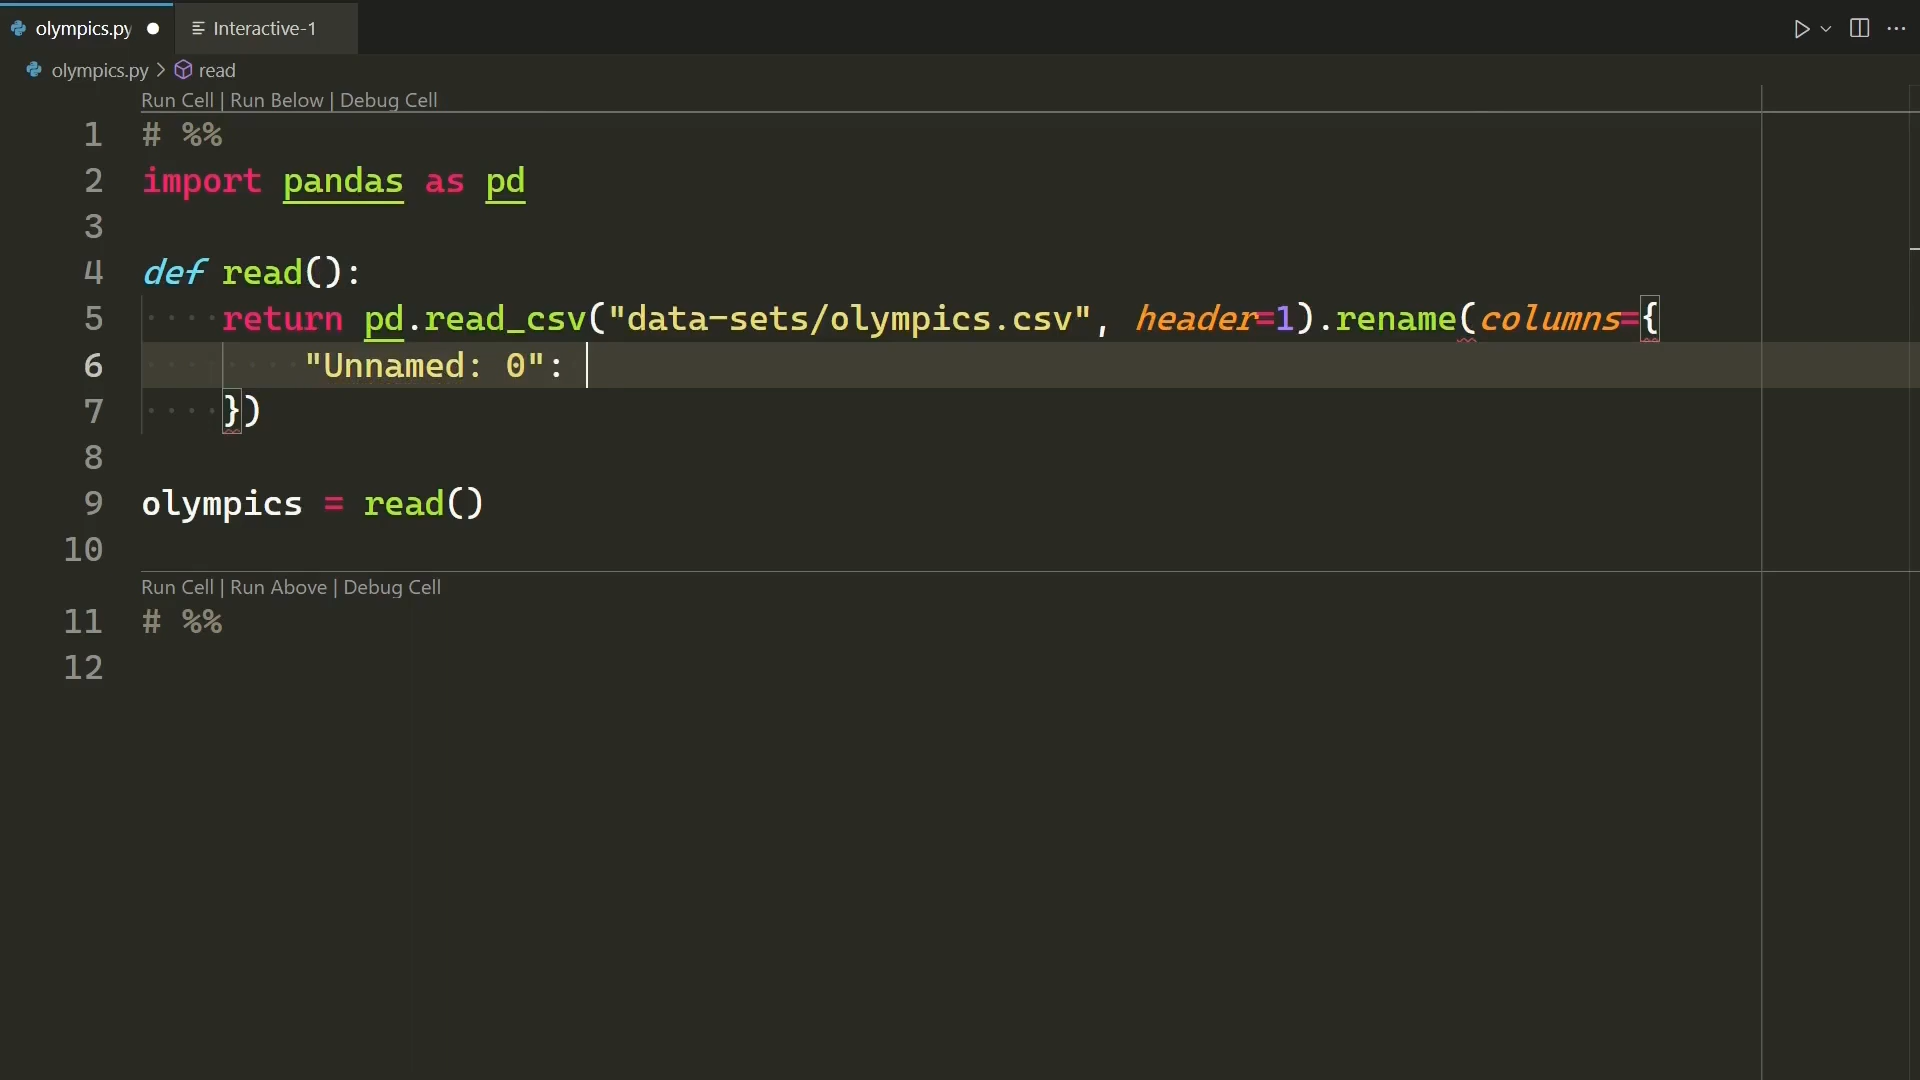 olympics.py Interactive-1
olympics.py > read
Run Cell | Run Below | Debug Cell
1 # %%
2 import pandas as pd
3
4 def read():
5 ····return pd.read_csv("data-sets/olympics.csv", header=1).rename(columns={
6 ········"Unnamed: 0":
7 ····})
8
9 olympics = read()
10
Run Cell | Run Above | Debug Cell
11 # %%
12